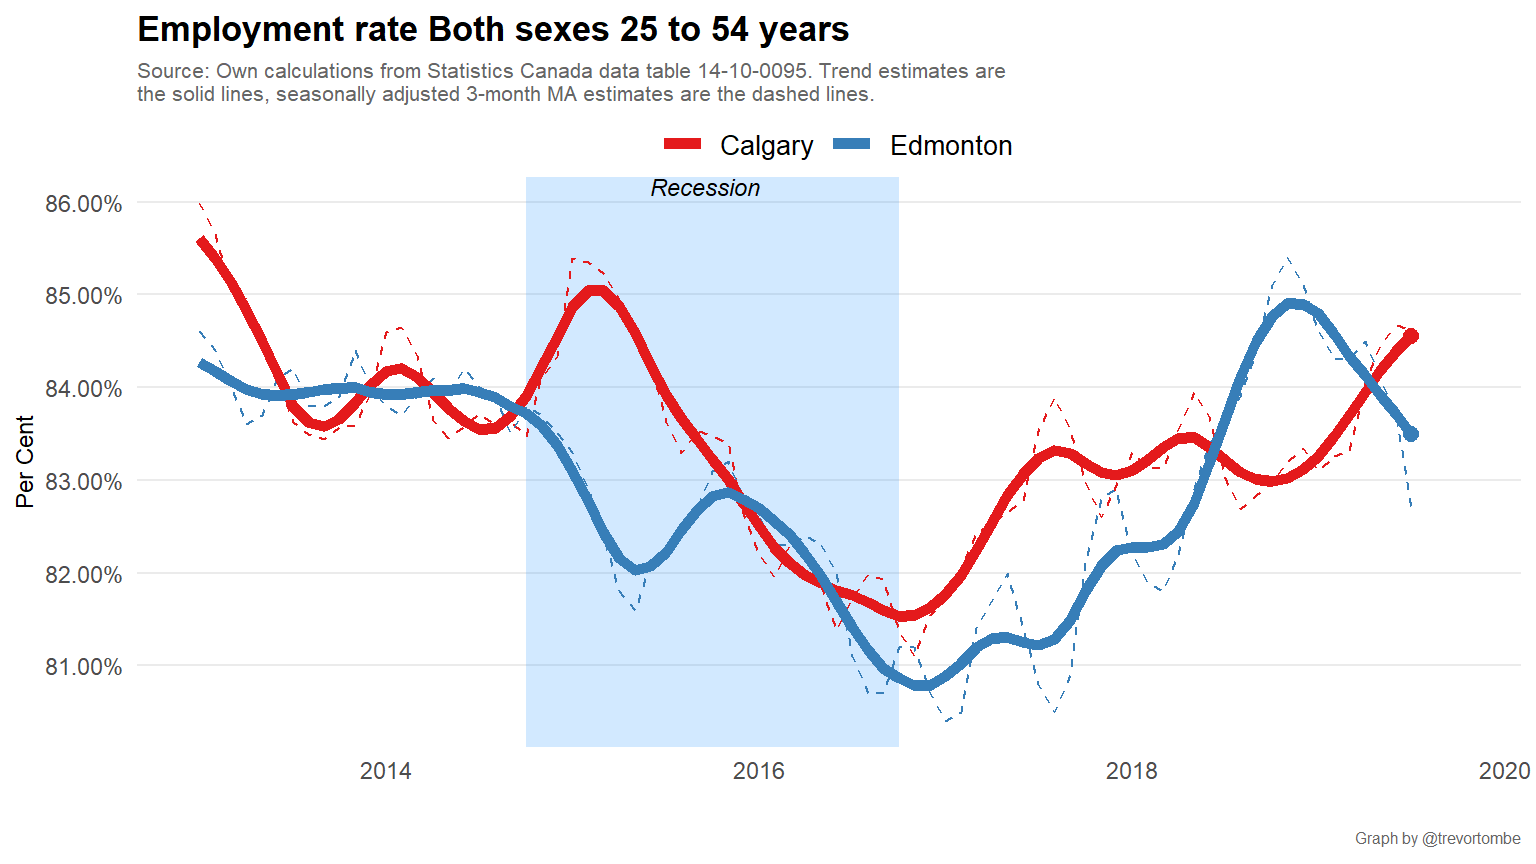 Employment rate Both sexes 25 to 54 years
Source: Own calculations from Statistics Canada data table 14-10-0095. Trend estimates are
the solid lines, seasonally adjusted 3-month MA estimates are the dashed lines.
Calgary Edmonton
Recession
86.00%
85.00%
84.00%
83.00%
82.00%
81.00%
Per Cent
2014 2016 2018 2020
Graph by @trevortombe